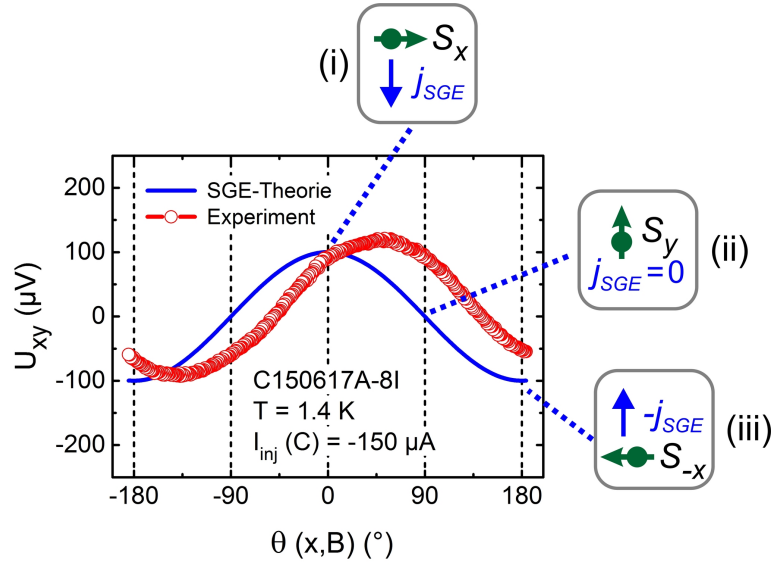 (i)
Sₓ
j_SGE
SGE-Theorie
Experiment
200
100
0
-100
-200
U_xy (µV)
C150617A-8I
T = 1.4 K
I_inj (C) = -150 µA
-180
-90
0
90
180
θ (x,B) (°)
S_y
j_SGE = 0
(ii)
-j_SGE
S_-x
(iii)